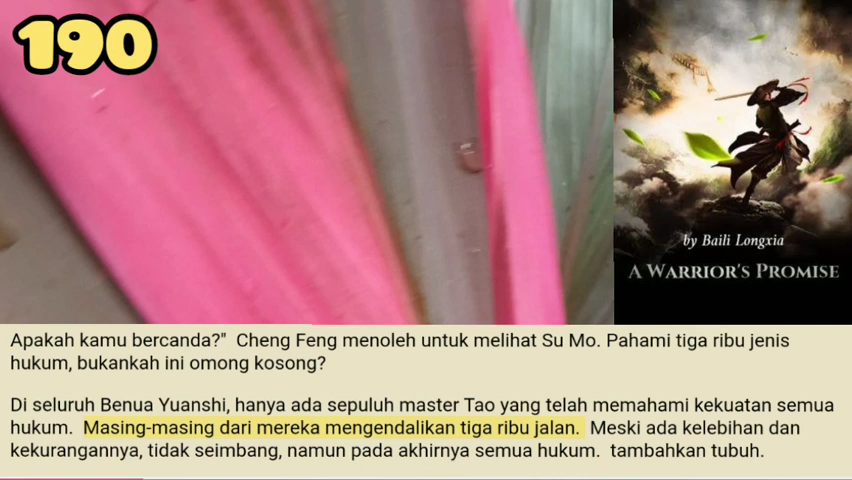 190
by Baili Longxia
A WARRIOR'S PROMISE
Apakah kamu bercanda?" Cheng Feng menoleh untuk melihat Su Mo. Pahami tiga ribu jenis
hukum, bukankah ini omong kosong?
Di seluruh Benua Yuanshi, hanya ada sepuluh master Tao yang telah memahami kekuatan semua
hukum. Masing-masing dari mereka mengendalikan tiga ribu jalan. Meski ada kelebihan dan
kekurangannya, tidak seimbang, namun pada akhirnya semua hukum. tambahkan tubuh.